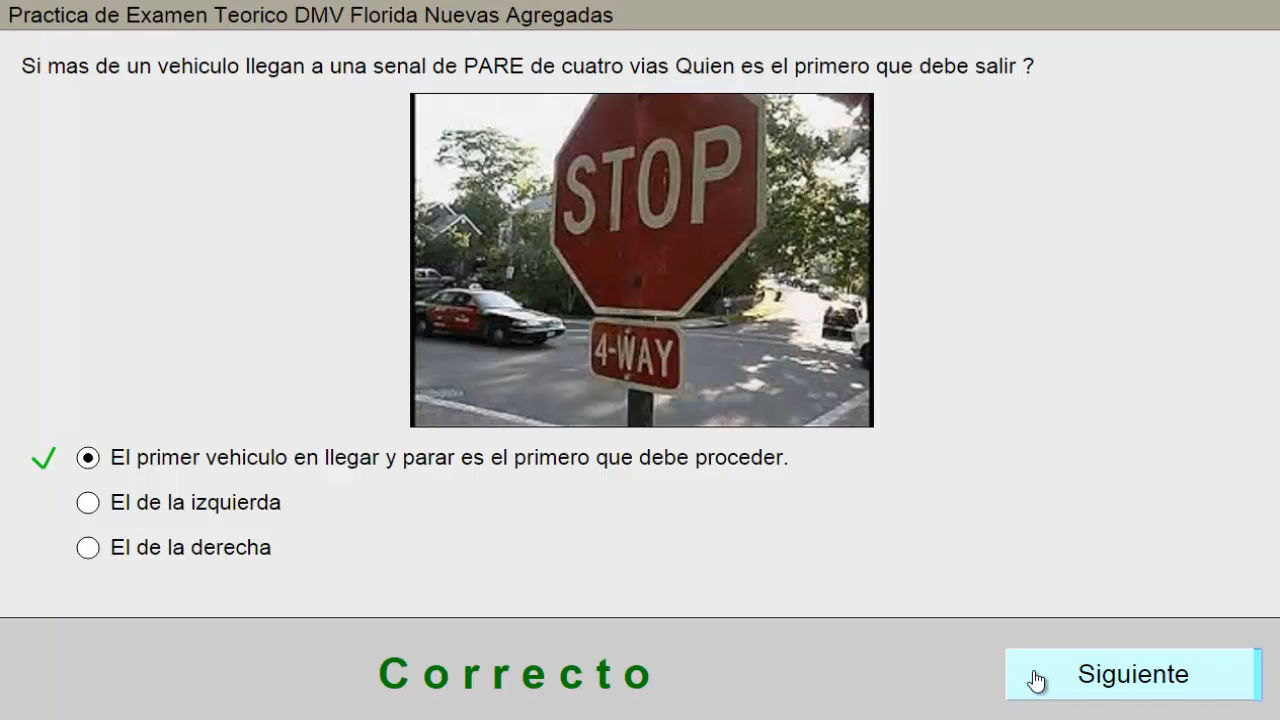 Practica de Examen Teorico DMV Florida Nuevas Agregadas
Si mas de un vehiculo llegan a una senal de PARE de cuatro vias Quien es el primero que debe salir ?
STOP
4-WAY
El primer vehiculo en llegar y parar es el primero que debe proceder.
El de la izquierda
El de la derecha
Correcto
Siguiente